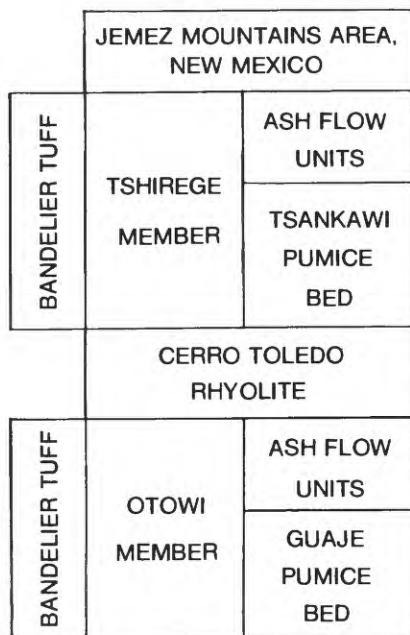 JEMEZ MOUNTAINS AREA,
NEW MEXICO
BANDELIER TUFF
TSHIREGE
MEMBER
ASH FLOW
UNITS
TSANKAWI
PUMICE
BED
CERRO TOLEDO
RHYOLITE
BANDELIER TUFF
OTOWI
MEMBER
ASH FLOW
UNITS
GUAJE
PUMICE
BED